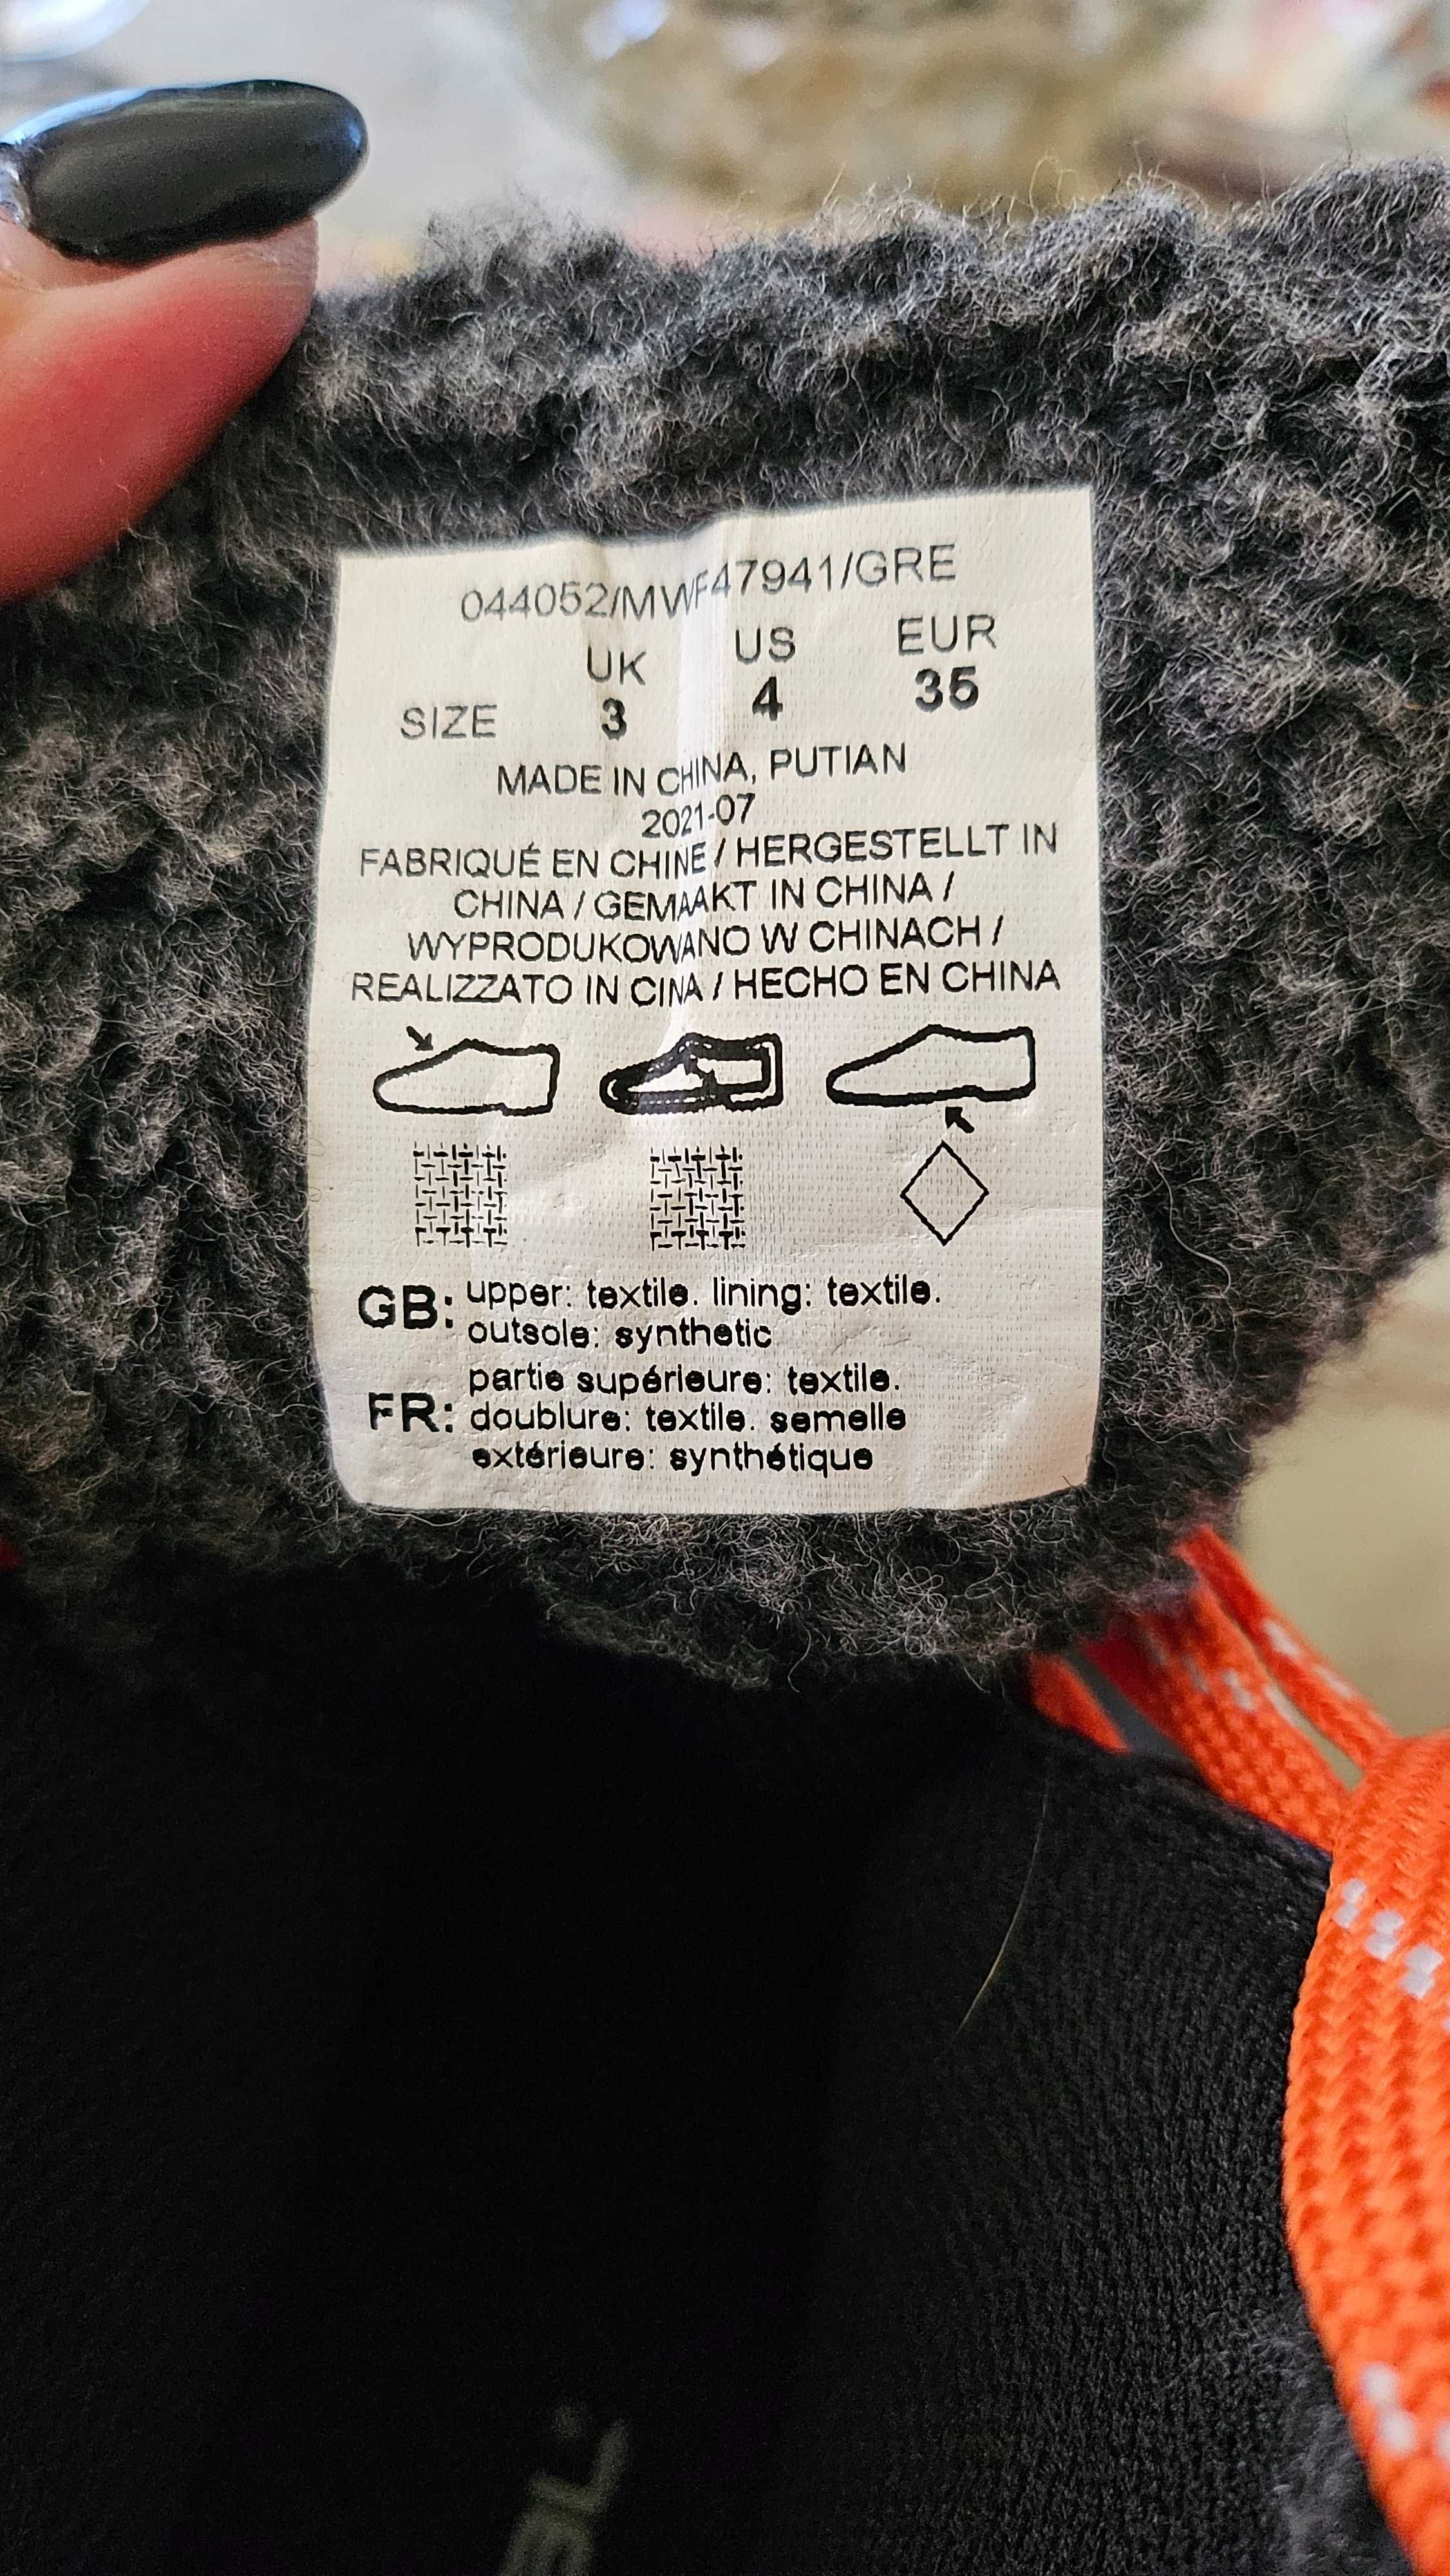 044052/MWF47941/GRE
UK US EUR
SIZE 3 4 35
MADE IN CHINA, PUTIAN
2021-07
FABRIQUÉ EN CHINE / HERGESTELLT IN
CHINA / GEMAAKT IN CHINA /
WYPRODUKOWANO W CHINACH /
REALIZZATO IN CINA / HECHO EN CHINA
GB: upper: textile. lining: textile.
outsole: synthetic
FR: partie supérieure: textile.
doublure: textile. semelle
extérieure: synthétique